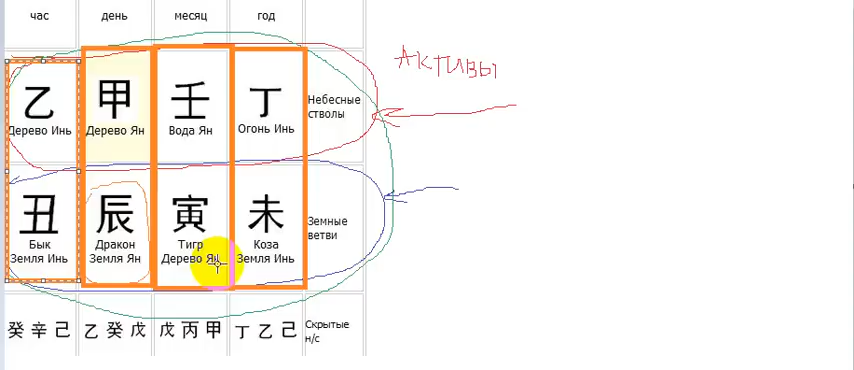 час день месяц год
АКТИВЫ
乙 甲 壬 丁
Небесные
стволы
Дерево Инь Дерево Ян Вода Ян Огонь Инь
丑 辰 寅 未
Земные
ветви
Бык Дракон Тигр Коза
Земля Инь Земля Ян Дерево Ян Земля Инь
癸 辛 己 乙 癸 戊 戊 丙 甲 丁 乙 己
Скрытые
н/с